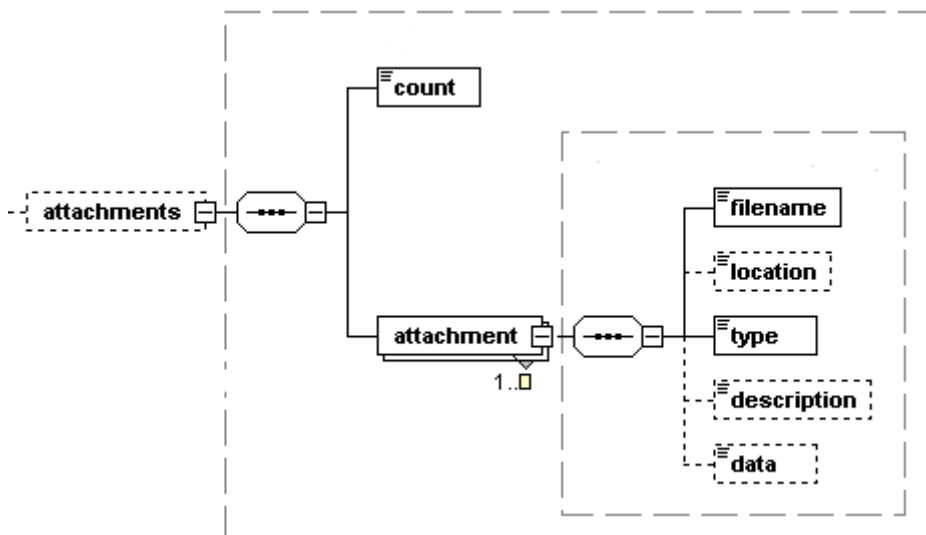 count
attachments
filename
location
attachment
type
1..
description
data